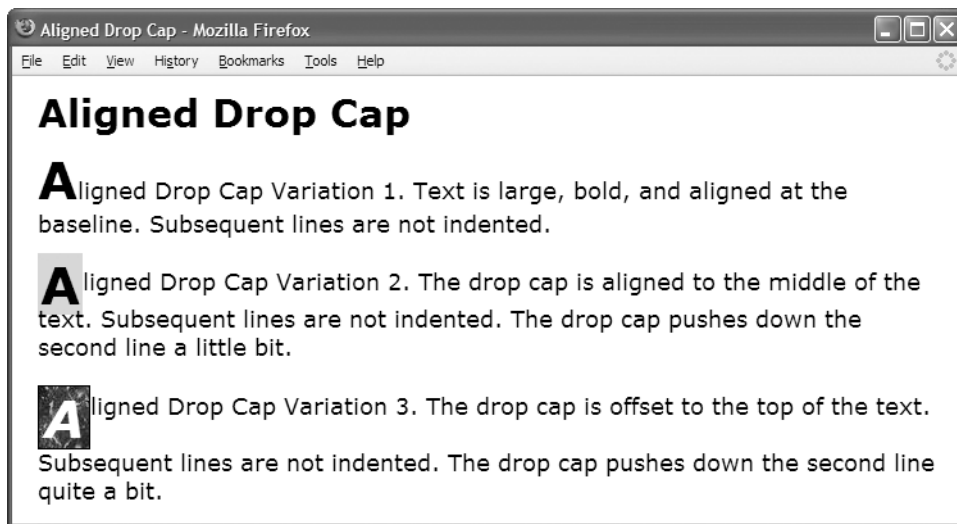 Aligned Drop Cap - Mozilla Firefox
File Edit View History Bookmarks Tools Help
Aligned Drop Cap
Aligned Drop Cap Variation 1. Text is large, bold, and aligned at the
baseline. Subsequent lines are not indented.
Aligned Drop Cap Variation 2. The drop cap is aligned to the middle of the
text. Subsequent lines are not indented. The drop cap pushes down the
second line a little bit.
Aligned Drop Cap Variation 3. The drop cap is offset to the top of the text.
Subsequent lines are not indented. The drop cap pushes down the second line
quite a bit.